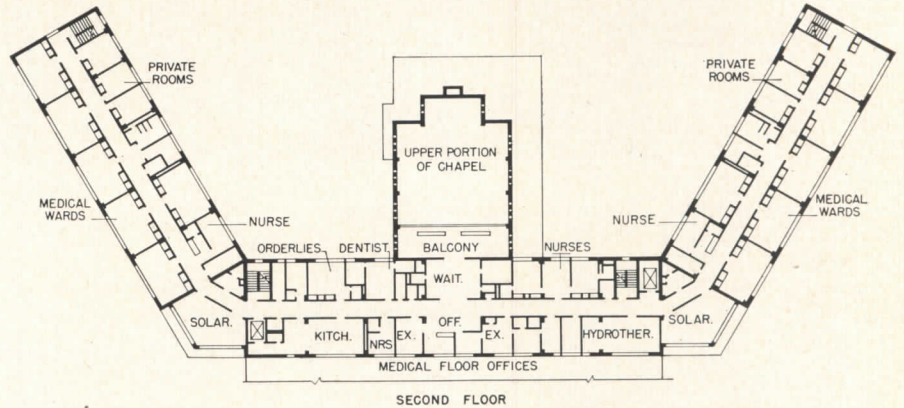 PRIVATE
ROOMS
PRIVATE
ROOMS
UPPER PORTION
OF CHAPEL
MEDICAL
WARDS
MEDICAL
WARDS
NURSE
NURSE
ORDERLIES
DENTIST
BALCONY
NURSES
WAIT.
SOLAR.
KITCH.
NRS
EX.
OFF.
EX.
HYDROTHER.
SOLAR.
MEDICAL FLOOR OFFICES
SECOND FLOOR